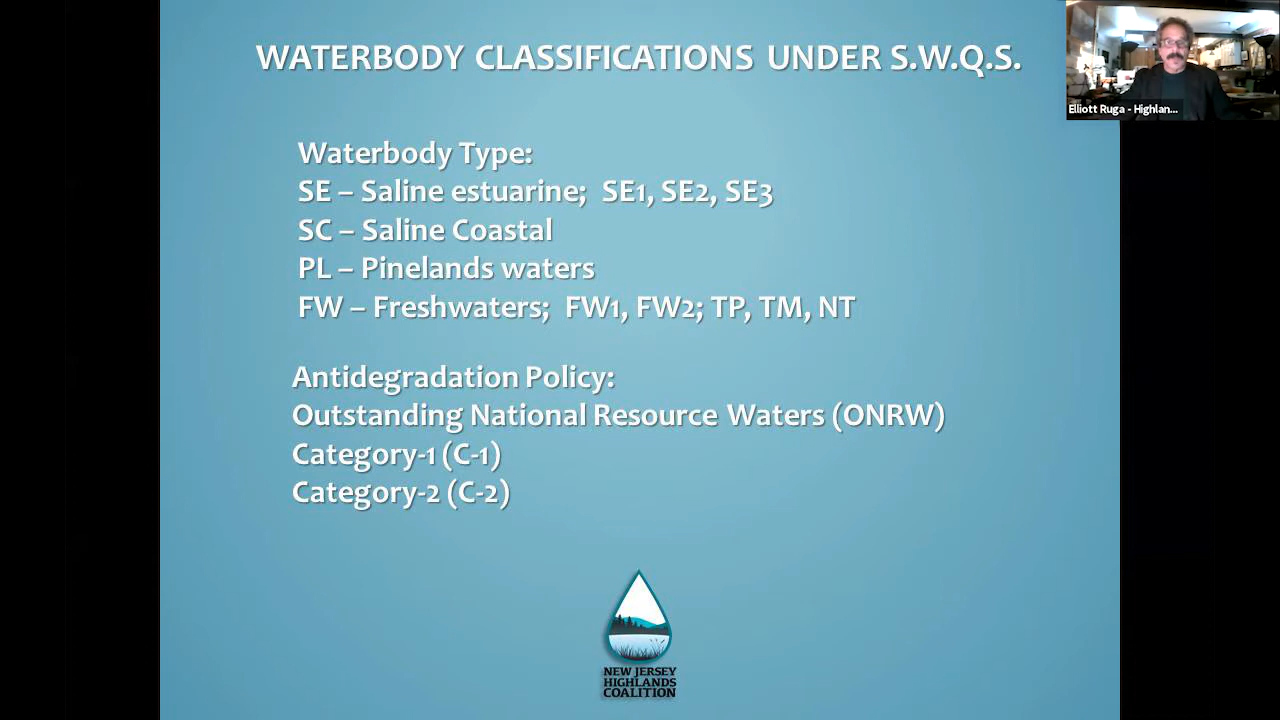 WATERBODY CLASSIFICATIONS UNDER S.W.Q.S.
Elliott Ruga - Highlan...
Waterbody Type:
SE – Saline estuarine; SE1, SE2, SE3
SC – Saline Coastal
PL – Pinelands waters
FW – Freshwaters; FW1, FW2; TP, TM, NT
Antidegradation Policy:
Outstanding National Resource Waters (ONRW)
Category-1 (C-1)
Category-2 (C-2)
NEW JERSEY
HIGHLANDS
COALITION